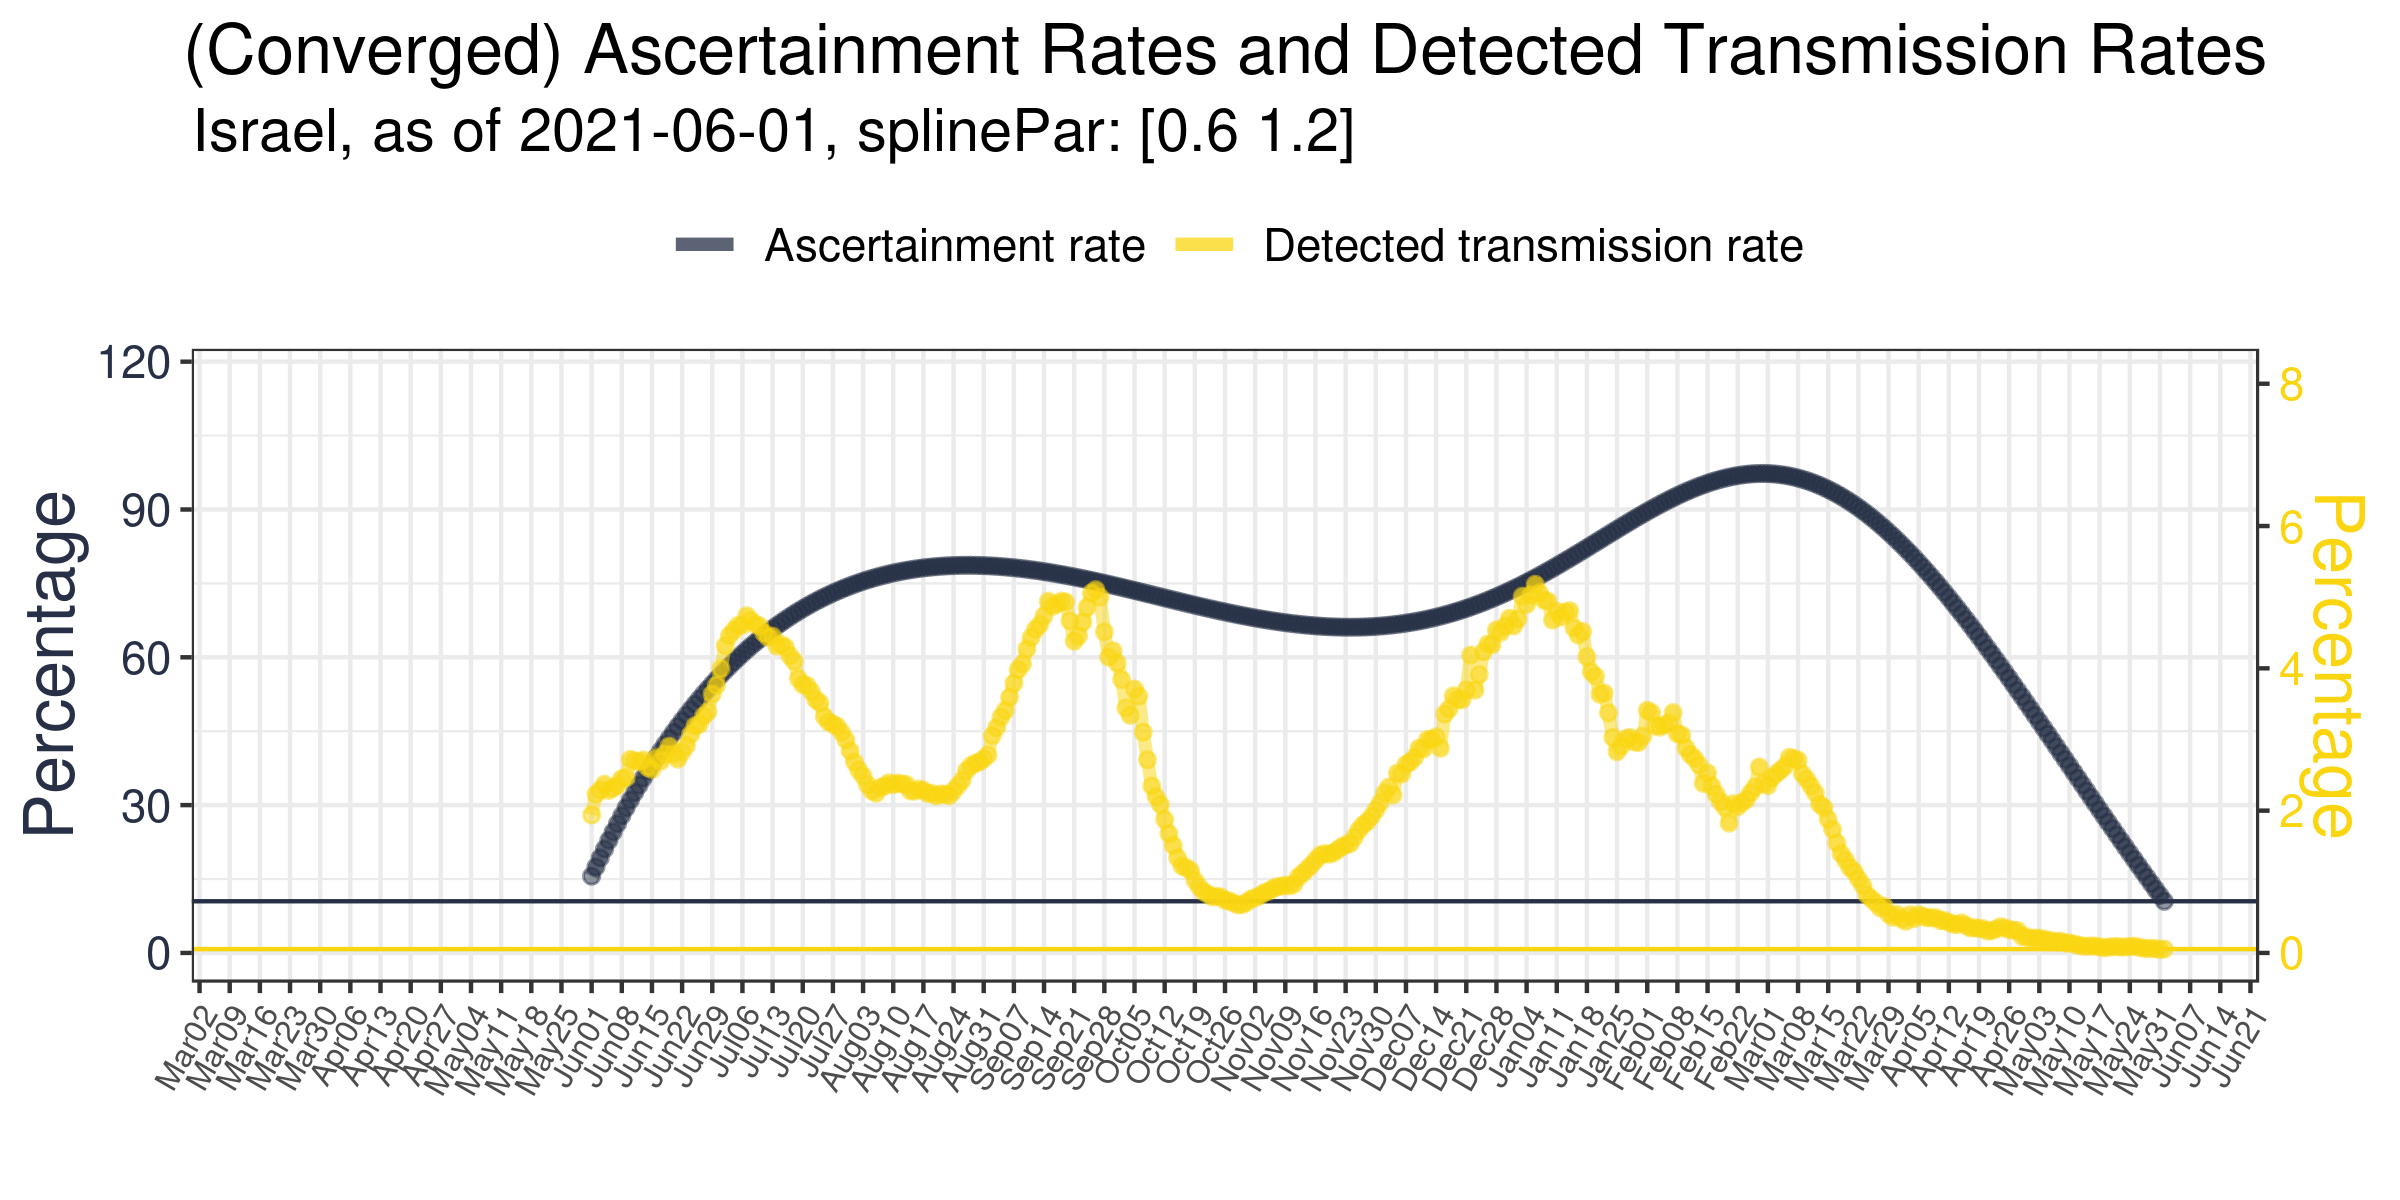 (Converged) Ascertainment Rates and Detected Transmission Rates
Israel, as of 2021-06-01, splinePar: [0.6 1.2]
Ascertainment rate Detected transmission rate
Percentage
120
90
60
30
0
8
6
4
2
0
Percentage
Mar02
Mar09
Mar16
Mar23
Mar30
Apr06
Apr13
Apr20
Apr27
May04
May11
May18
May25
Jun01
Jun08
Jun15
Jun22
Jun29
Jul06
Jul13
Jul20
Jul27
Aug03
Aug10
Aug17
Aug24
Aug31
Sep07
Sep14
Sep21
Sep28
Oct05
Oct12
Oct19
Oct26
Nov02
Nov09
Nov16
Nov23
Nov30
Dec07
Dec14
Dec21
Dec28
Jan04
Jan11
Jan18
Jan25
Feb01
Feb08
Feb15
Feb22
Mar01
Mar08
Mar15
Mar22
Mar29
Apr05
Apr12
Apr19
Apr26
May03
May10
May17
May24
May31
Jun07
Jun14
Jun21